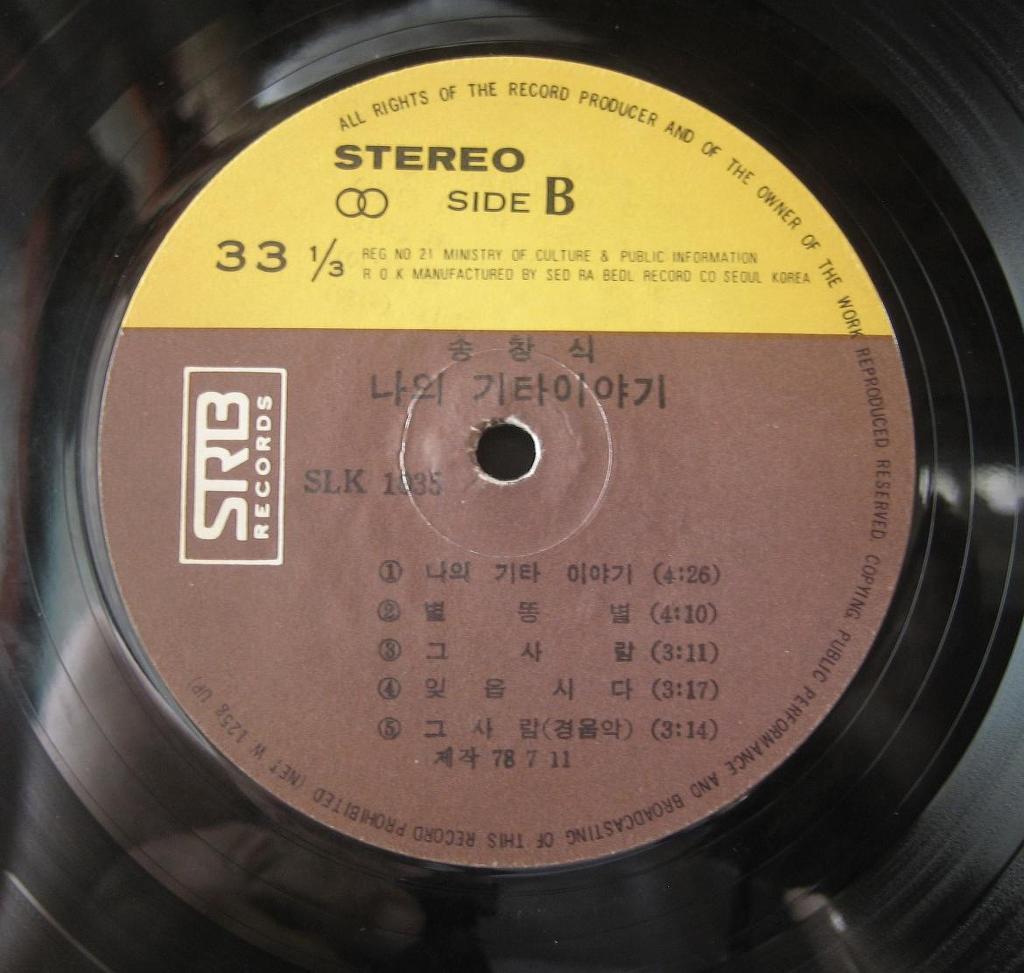 ALL RIGHTS OF THE RECORD PRODUCER AND OF THE OWNER OF THE WORK REPRODUCED RESERVED. COPYING, PUBLIC PERFORMANCE AND BROADCASTING OF THIS RECORD PROHIBITED (NET W 125g UP)
STEREO
SIDE B
33 1/3
REG NO 21 MINISTRY OF CULTURE & PUBLIC INFORMATION
R O K MANUFACTURED BY SEO RA BEOL RECORD CO SEOUL KOREA
송 창 식
나의 기타이야기
SRB
RECORDS
SLK 1035
① 나의 기타 이야기 (4:26)
② 별 똥 별 (4:10)
③ 그 사 람 (3:11)
④ 잊 읍 시 다 (3:17)
⑤ 그 사 람(경음악) (3:14)
제작 78 7 11